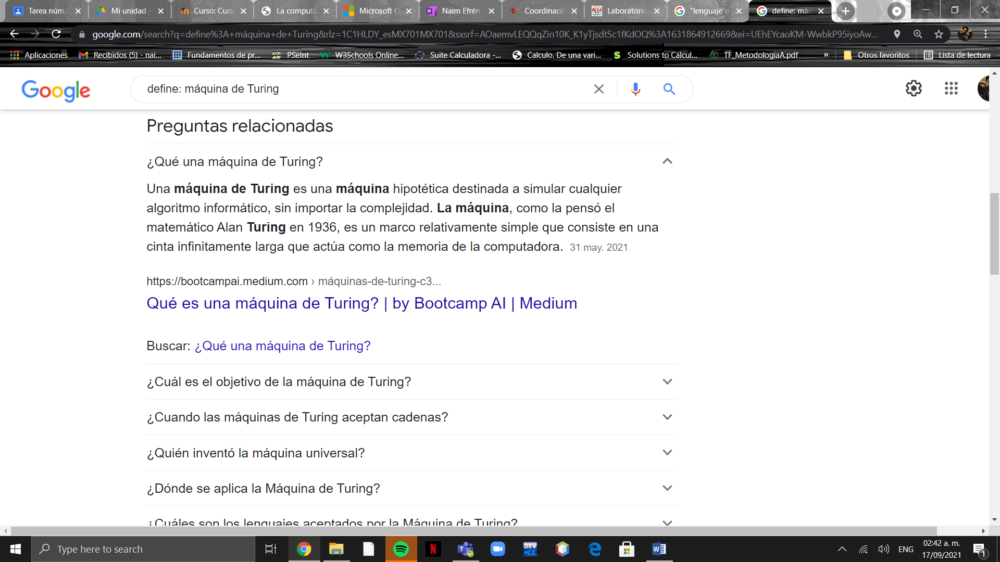 Tarea núm.
Mi unidad -
Curso: Curs
La computa
Microsoft O
Naim Efrén
Coordinació
Laboratorio
"lenguaje d
define: máq
google.com/search?q=define%3A+máquina+de+Turing&rlz=1C1HLDY_esMX701MX701&sxsrf=AOaemvLEQQqZin10K_K1yTjsdtSc1fKdOQ%3A1631864912669&ei=UEhEYcaoKM-WwbkP95iyoAw...
Aplicaciones
Recibidos (5) - nai...
Fundamentos de pr...
PSeInt
W3Schools Online...
Suite Calculadora -...
Calculo. De una vari...
Solutions to Cálcul...
TF_MetodologiaA.pdf
»
Otros favoritos
Lista de lectura
Google
define: máquina de Turing
Preguntas relacionadas
¿Qué una máquina de Turing?
Una máquina de Turing es una máquina hipotética destinada a simular cualquier
algoritmo informático, sin importar la complejidad. La máquina, como la pensó el
matemático Alan Turing en 1936, es un marco relativamente simple que consiste en una
cinta infinitamente larga que actúa como la memoria de la computadora. 31 may. 2021
https://bootcampai.medium.com › máquinas-de-turing-c3...
Qué es una máquina de Turing? | by Bootcamp AI | Medium
Buscar: ¿Qué una máquina de Turing?
¿Cuál es el objetivo de la máquina de Turing?
¿Cuando las máquinas de Turing aceptan cadenas?
¿Quién inventó la máquina universal?
¿Dónde se aplica la Máquina de Turing?
¿Cuáles son los lenguajes aceptados por la Máquina de Turing?
Type here to search
DEV
ENG
02:42 a. m.
17/09/2021
1